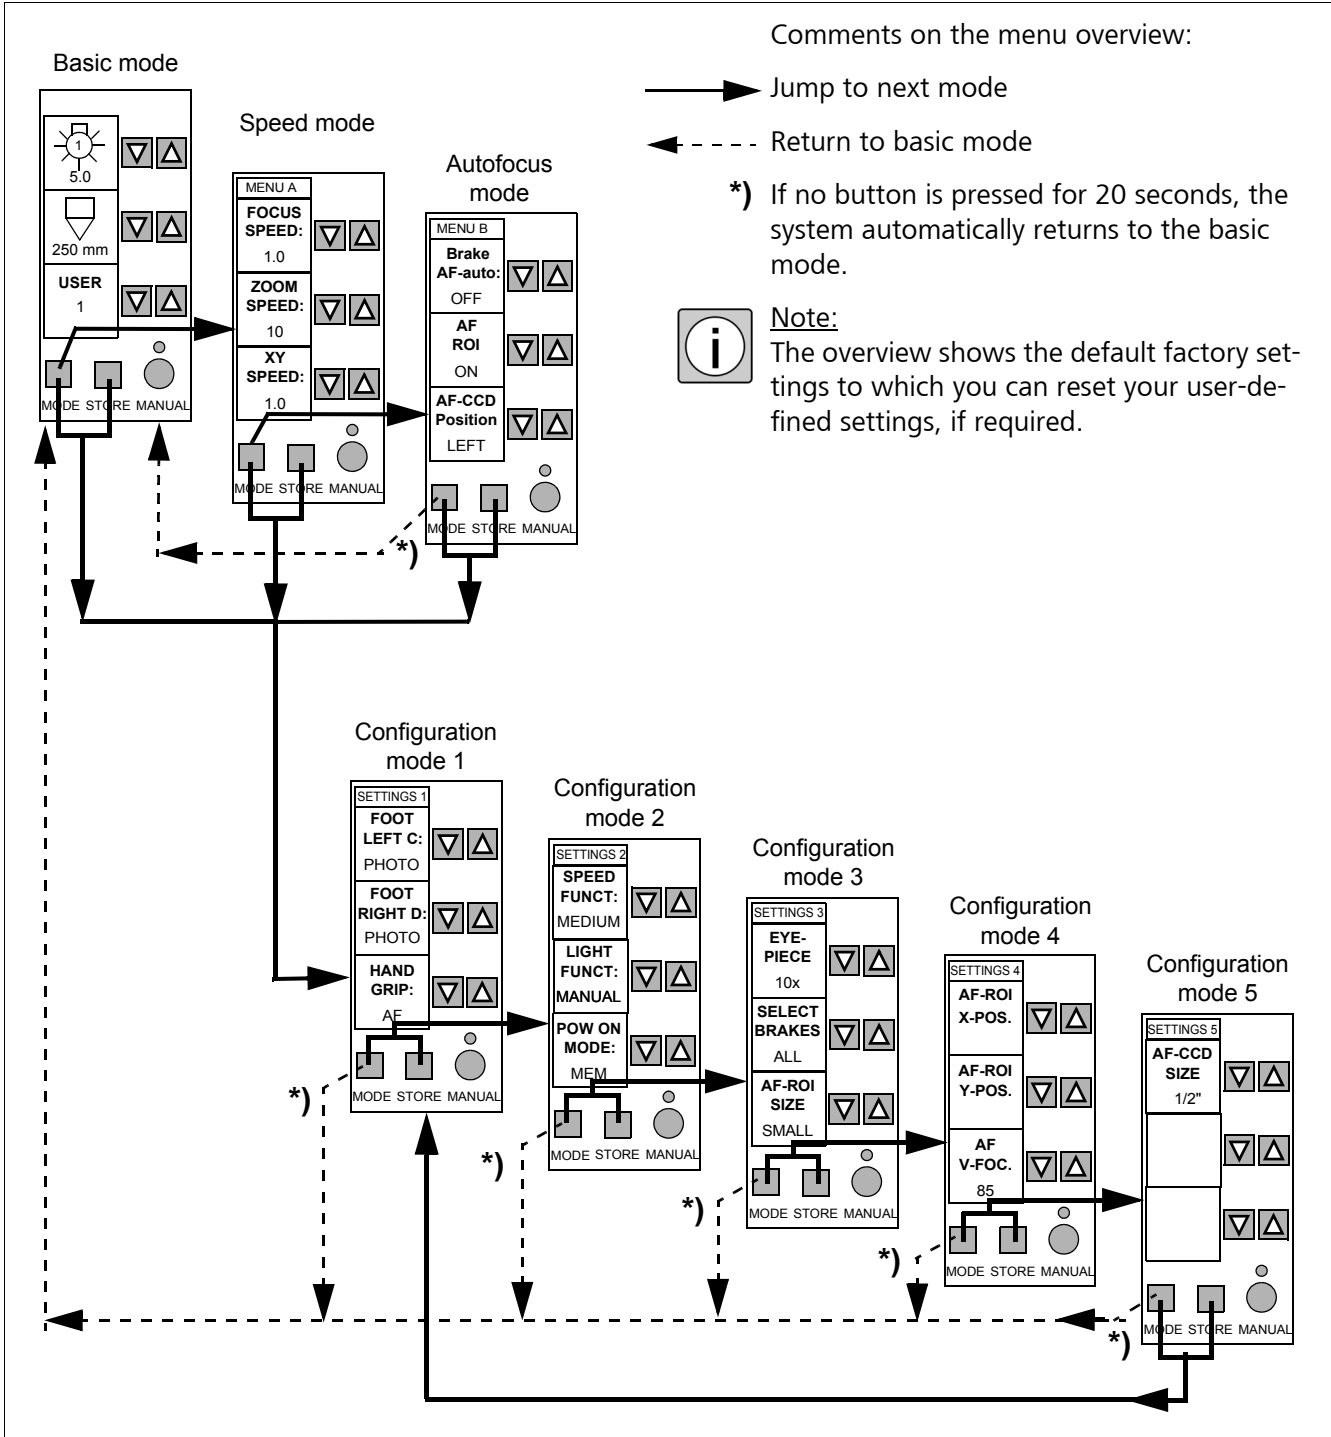 Comments on the menu overview:
Jump to next mode
Return to basic mode
*) If no button is pressed for 20 seconds, the
system automatically returns to the basic
mode.
i
Note:
The overview shows the default factory set-
tings to which you can reset your user-de-
fined settings, if required.
Basic mode
1
5.0
250 mm
USER
1
MODE STORE MANUAL
Speed mode
MENU A
FOCUS
SPEED:
1.0
ZOOM
SPEED:
10
XY
SPEED:
1.0
MODE STORE MANUAL
Autofocus
mode
MENU B
Brake
AF-auto:
OFF
AF
ROI
ON
AF-CCD
Position
LEFT
MODE STORE MANUAL
*)
Configuration
mode 1
SETTINGS 1
FOOT
LEFT C:
PHOTO
FOOT
RIGHT D:
PHOTO
HAND
GRIP:
AF
MODE STORE MANUAL
*)
Configuration
mode 2
SETTINGS 2
SPEED
FUNCT:
MEDIUM
LIGHT
FUNCT:
MANUAL
POW ON
MODE:
MEM
MODE STORE MANUAL
*)
Configuration
mode 3
SETTINGS 3
EYE-
PIECE
10x
SELECT
BRAKES
ALL
AF-ROI
SIZE
SMALL
MODE STORE MANUAL
*)
Configuration
mode 4
SETTINGS 4
AF-ROI
X-POS.
AF-ROI
Y-POS.
AF
V-FOC.
85
MODE STORE MANUAL
*)
Configuration
mode 5
SETTINGS 5
AF-CCD
SIZE
1/2"
MODE STORE MANUAL
*)